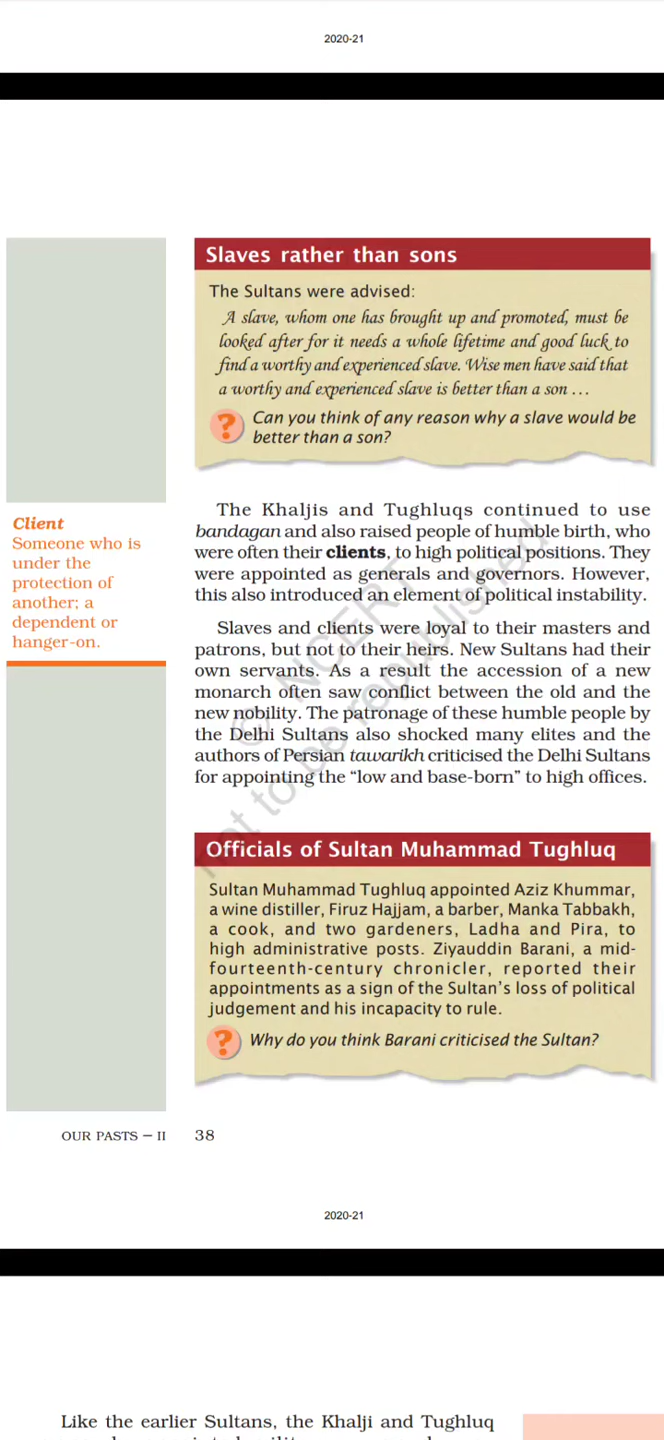 2020-21
Slaves rather than sons
The Sultans were advised:
A slave, whom one has brought up and promoted, must be
looked after for it needs a whole lifetime and good luck to
find a worthy and experienced slave. Wise men have said that
a worthy and experienced slave is better than a son ...
? Can you think of any reason why a slave would be
better than a son?
Client
Someone who is
under the
protection of
another; a
dependent or
hanger-on.
The Khaljis and Tughluqs continued to use
bandagan and also raised people of humble birth, who
were often their clients, to high political positions. They
were appointed as generals and governors. However,
this also introduced an element of political instability.
Slaves and clients were loyal to their masters and
patrons, but not to their heirs. New Sultans had their
own servants. As a result the accession of a new
monarch often saw conflict between the old and the
new nobility. The patronage of these humble people by
the Delhi Sultans also shocked many elites and the
authors of Persian tawarikh criticised the Delhi Sultans
for appointing the “low and base-born” to high offices.
© NCERT
not to be republished
Officials of Sultan Muhammad Tughluq
Sultan Muhammad Tughluq appointed Aziz Khummar,
a wine distiller, Firuz Hajjam, a barber, Manka Tabbakh,
a cook, and two gardeners, Ladha and Pira, to
high administrative posts. Ziyauddin Barani, a mid-
fourteenth-century chronicler, reported their
appointments as a sign of the Sultan’s loss of political
judgement and his incapacity to rule.
? Why do you think Barani criticised the Sultan?
OUR PASTS – II 38
2020-21
Like the earlier Sultans, the Khalji and Tughluq